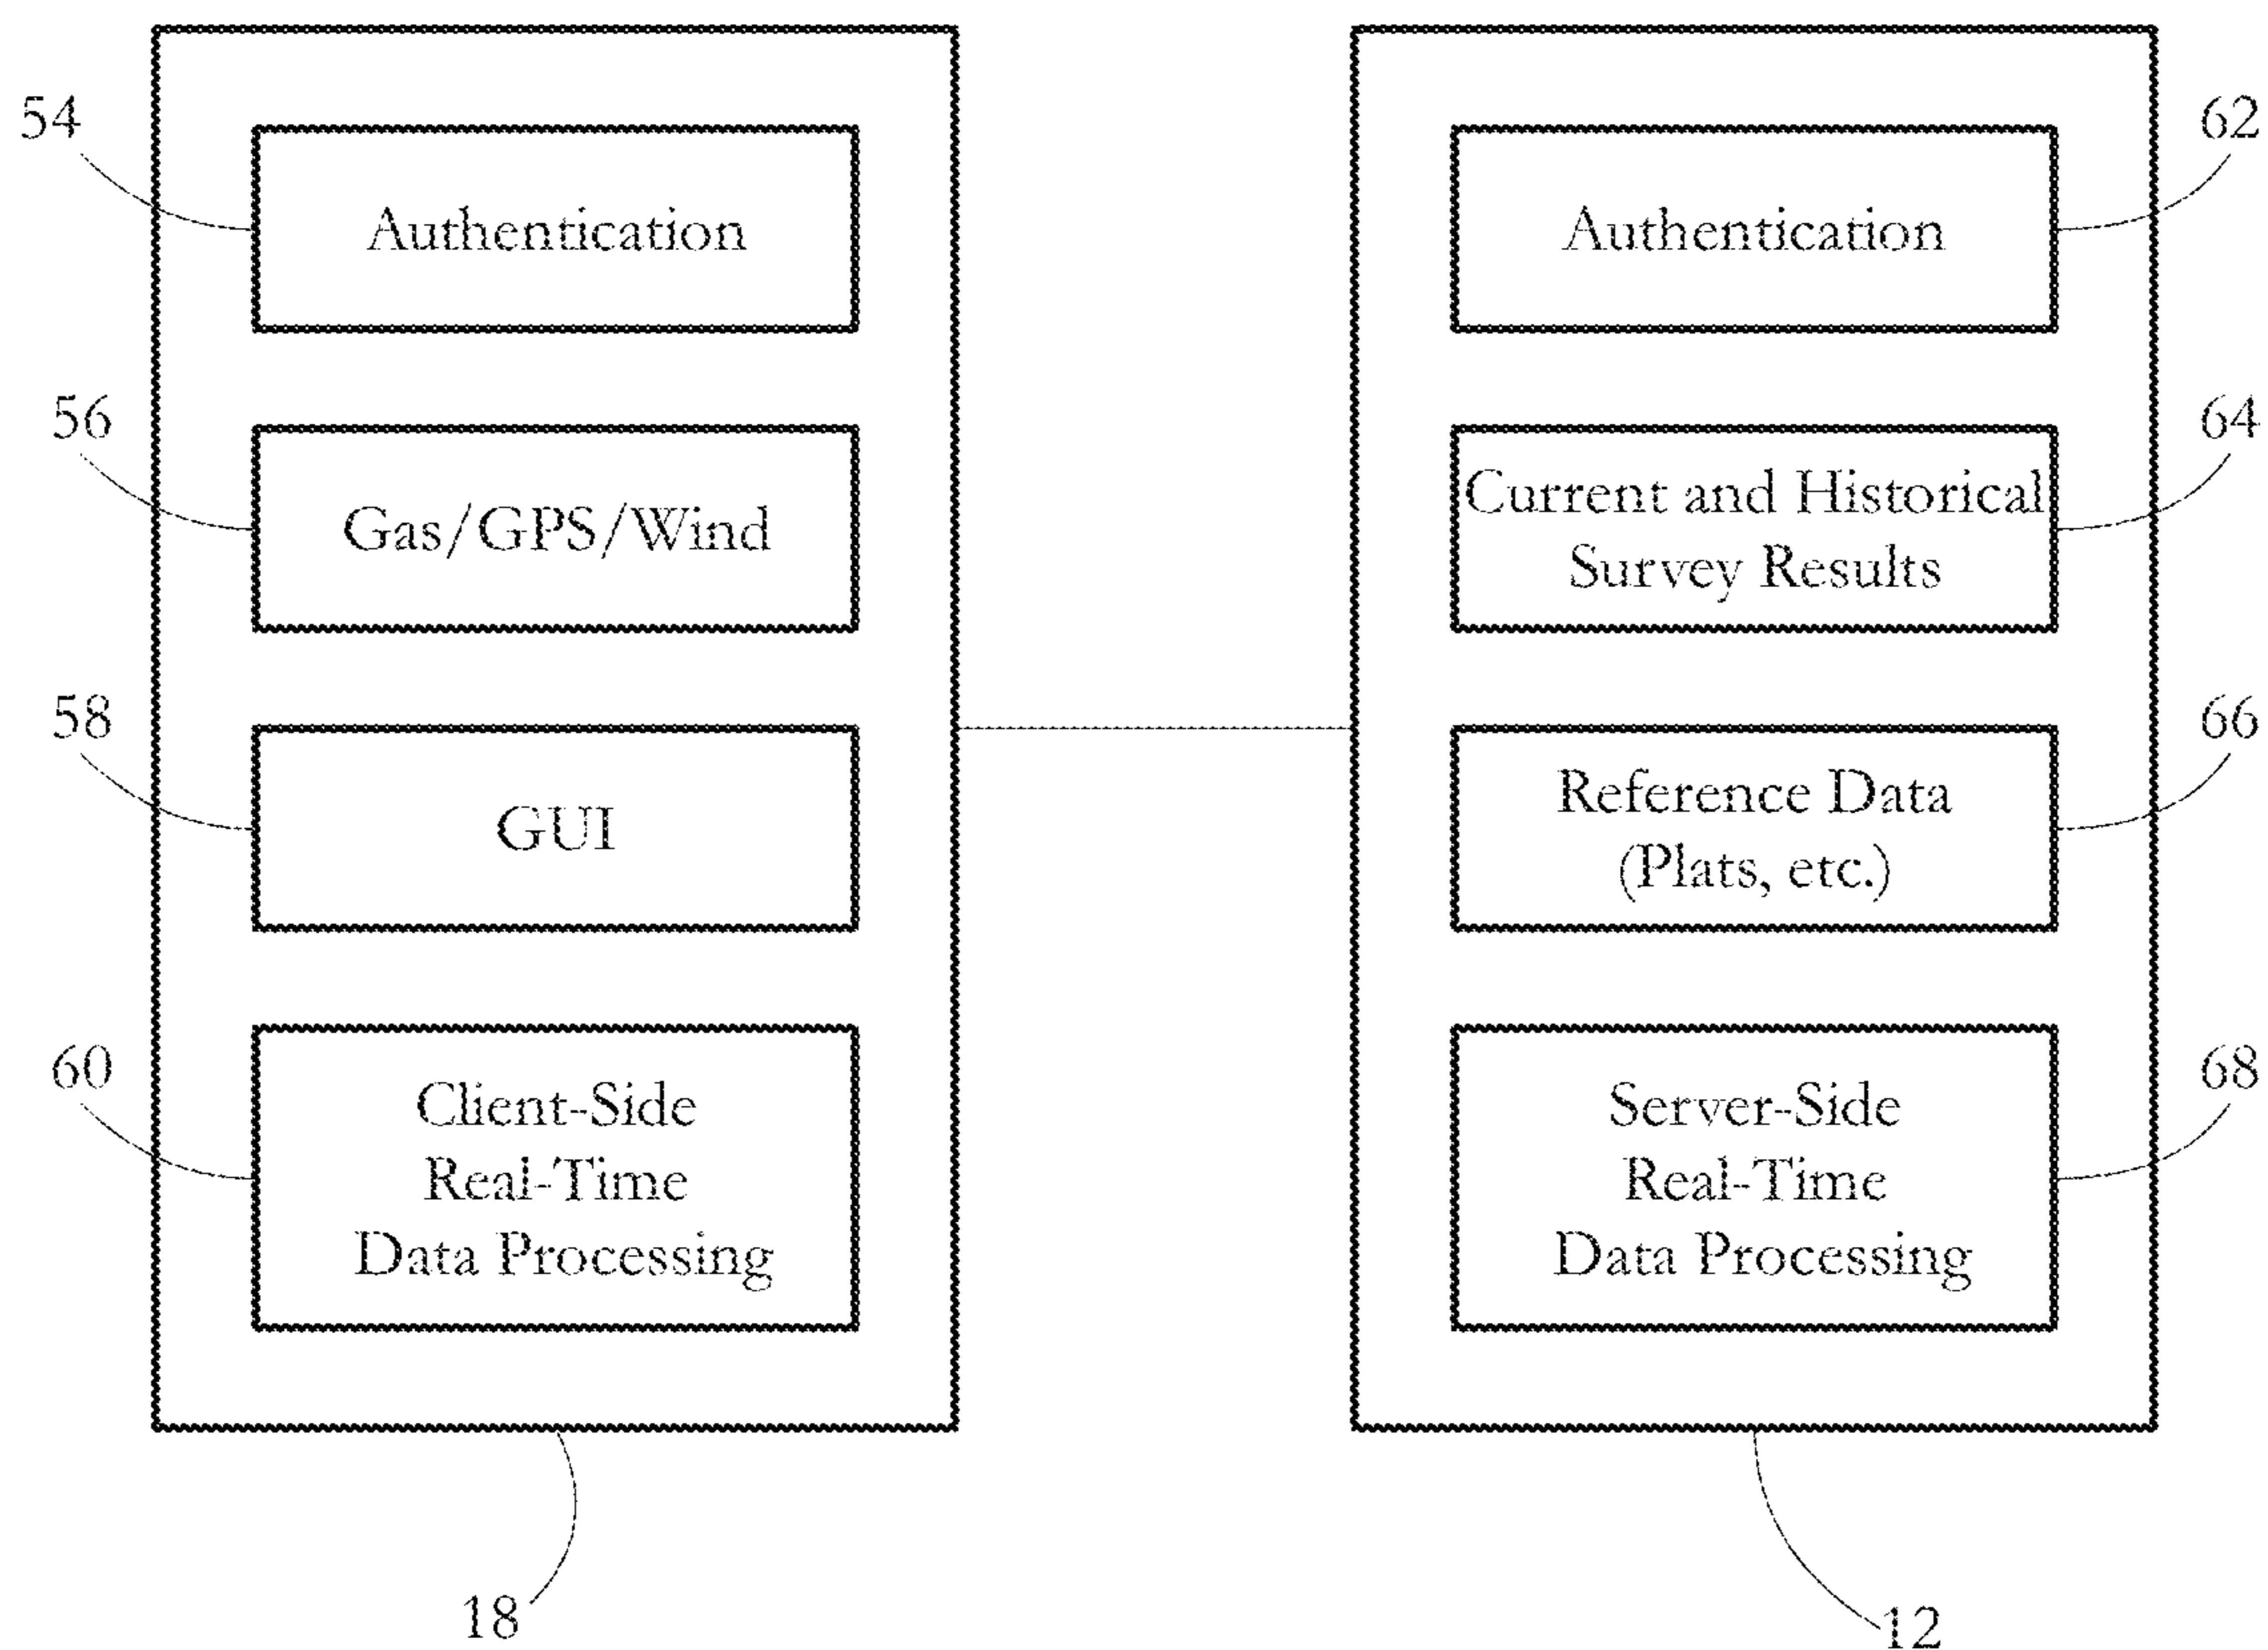 54
Authentication
56
Gas/GPS/Wind
58
GUI
60
Client-Side
Real-Time
Data Processing
18
62
Authentication
64
Current and Historical
Survey Results
66
Reference Data
(Plats, etc.)
68
Server-Side
Real-Time
Data Processing
12